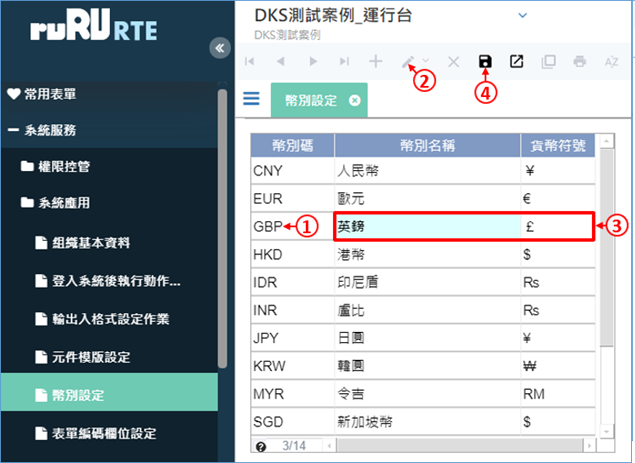 ruRU RTE
DKS測試案例_運行台
DKS測試案例
常用表單
系統服務
權限控管
系統應用
組織基本資料
登入系統後執行動作...
輸出入格式設定作業
元件模版設定
幣別設定
表單編碼欄位設定
②
④
幣別設定
幣別碼 幣別名稱 貨幣符號
CNY 人民幣 ¥
EUR 歐元 €
GBP ① 英鎊 £ ③
HKD 港幣 $
IDR 印尼盾 Rs
INR 盧比 Rs
JPY 日圓 ¥
KRW 韓圓 ₩
MYR 令吉 RM
SGD 新加坡幣 $
3/14